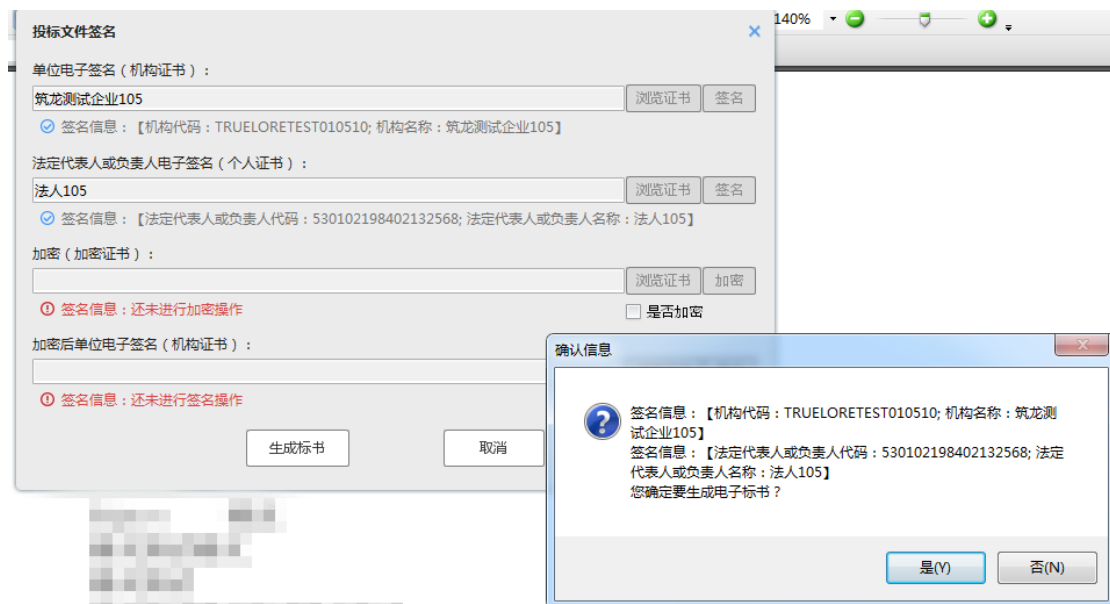 140%
投标文件签名
单位电子签名（机构证书）：
筑龙测试企业105
浏览证书
签名
签名信息：【机构代码：TRUELORETEST010510; 机构名称：筑龙测试企业105】
法定代表人或负责人电子签名（个人证书）：
法人105
浏览证书
签名
签名信息：【法定代表人或负责人代码：530102198402132568; 法定代表人或负责人名称：法人105】
加密（加密证书）：
浏览证书
加密
签名信息：还未进行加密操作
是否加密
加密后单位电子签名（机构证书）：
签名信息：还未进行签名操作
生成标书
取消
确认信息
签名信息：【机构代码：TRUELORETEST010510; 机构名称：筑龙测
试企业105】
签名信息：【法定代表人或负责人代码：530102198402132568; 法定
代表人或负责人名称：法人105】
您确定要生成电子标书？
是(Y)
否(N)